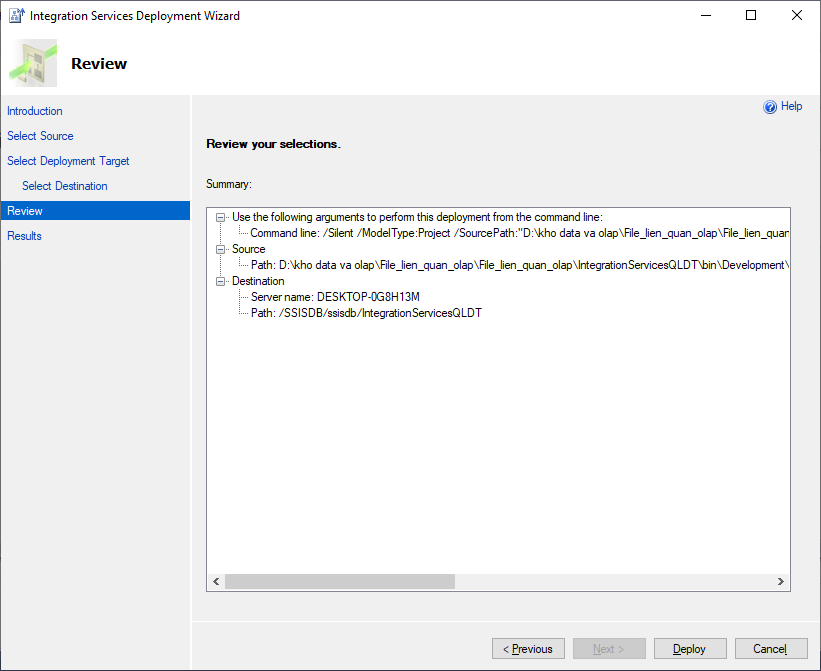 Integration Services Deployment Wizard
Review
Introduction
Select Source
Select Deployment Target
Select Destination
Review
Results
Help
Review your selections.
Summary:
Use the following arguments to perform this deployment from the command line:
Command line: /Silent /ModelType:Project /SourcePath:"D:\kho data va olap\File_lien_quan_olap\File_lien_quan
Source
Path: D:\kho data va olap\File_lien_quan_olap\File_lien_quan_olap\IntegrationServicesQLDT\bin\Development\
Destination
Server name: DESKTOP-0G8H13M
Path: /SSISDB/ssisdb/IntegrationServicesQLDT
< Previous
Next >
Deploy
Cancel